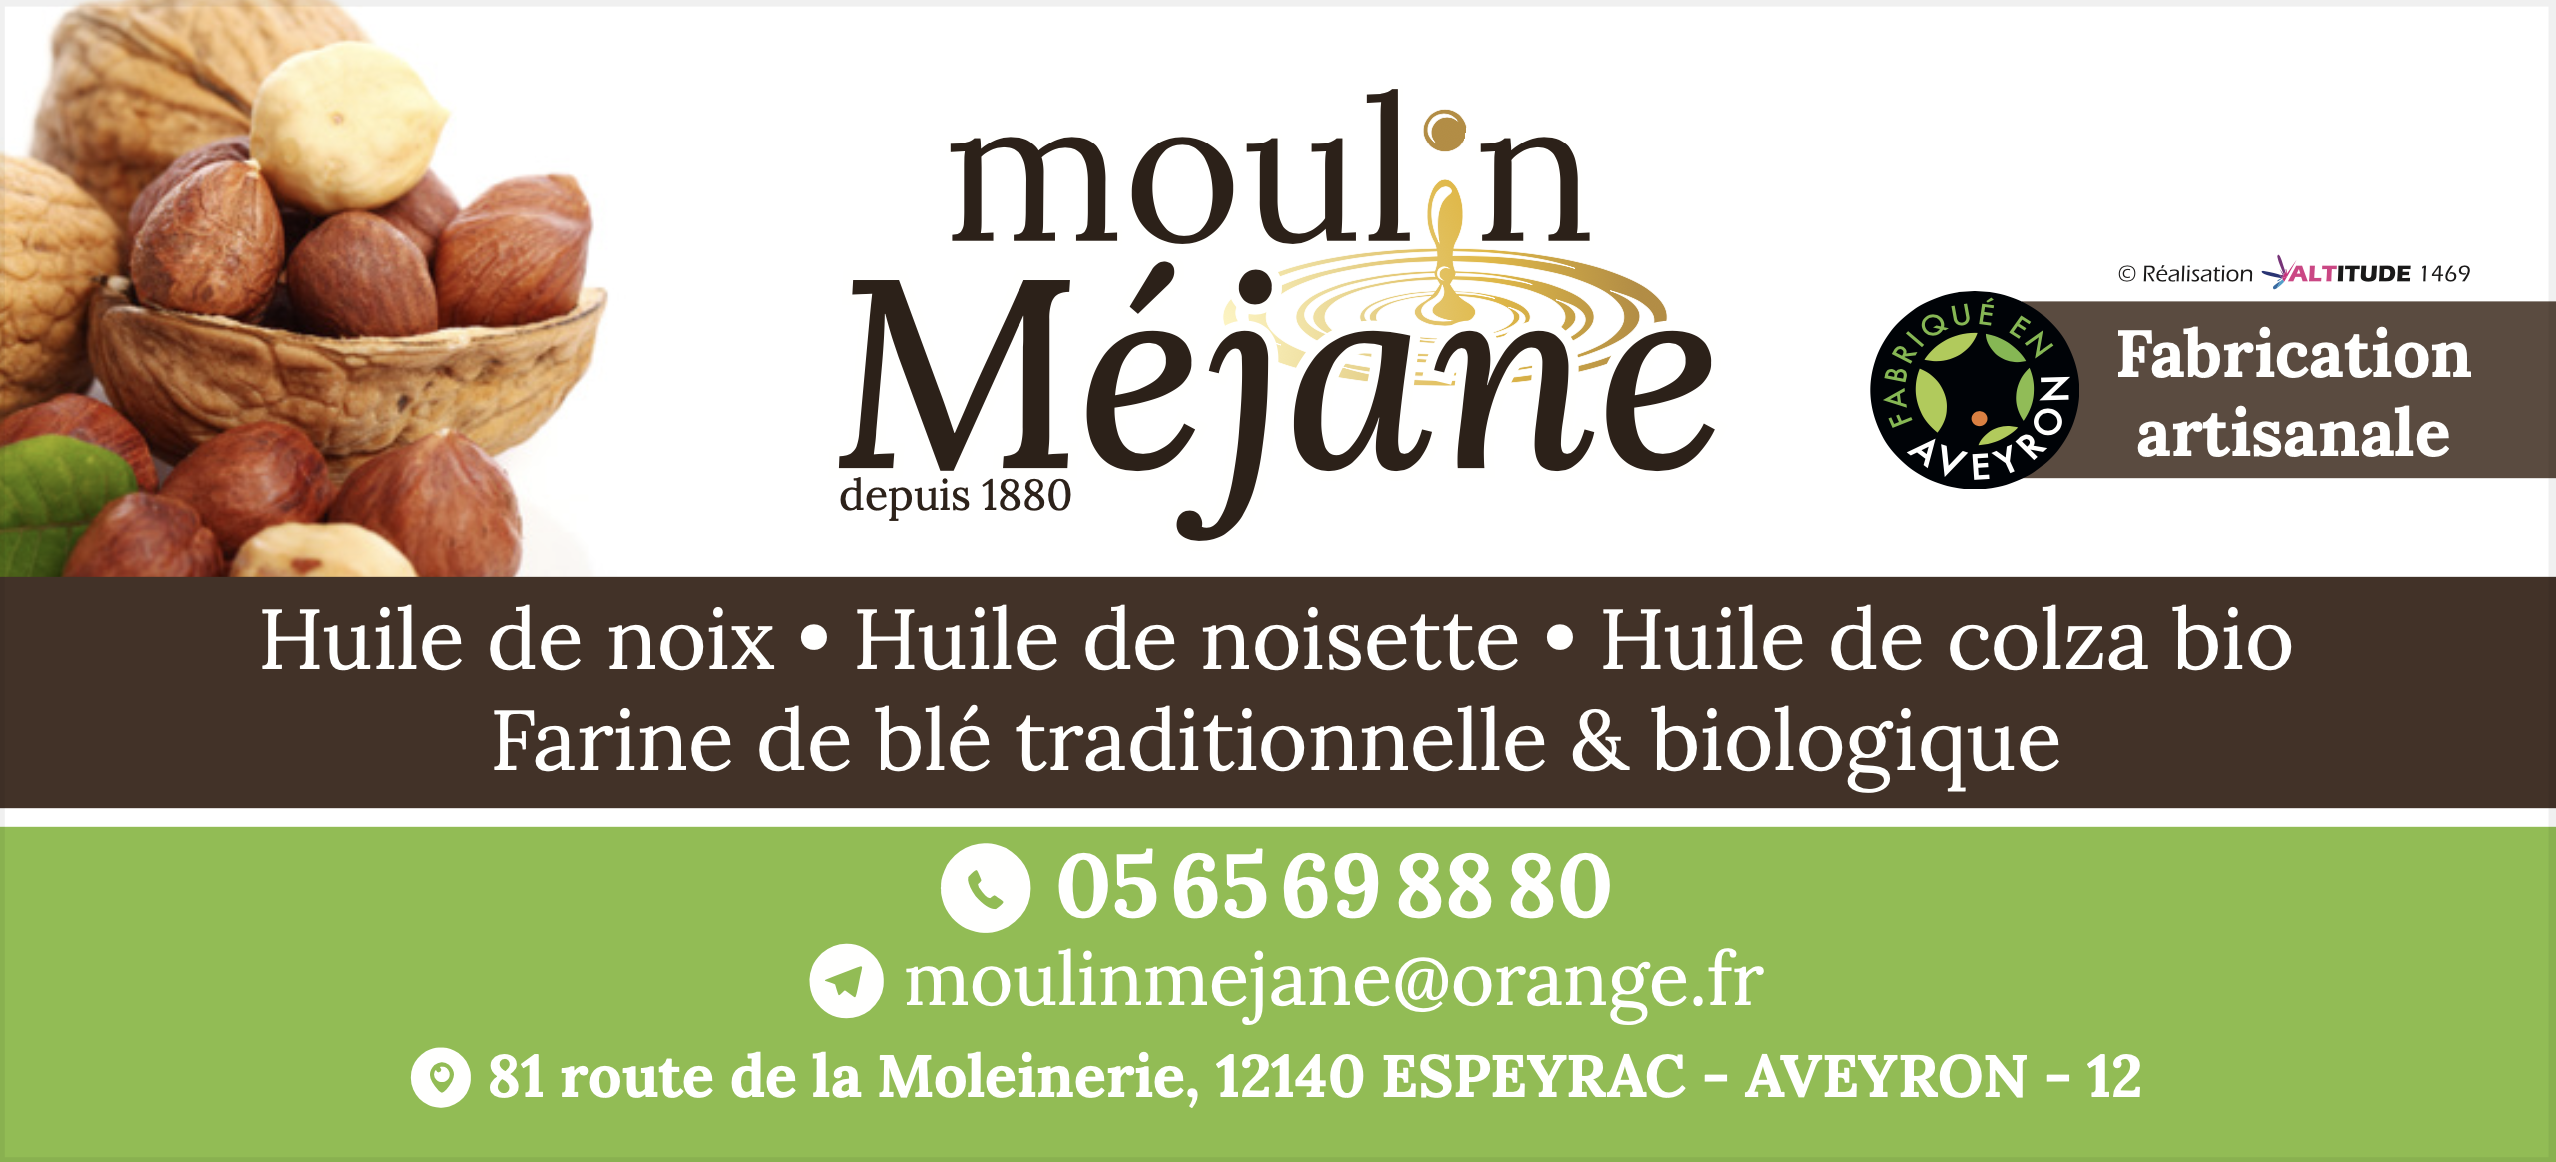 moulin
Méjane
depuis 1880
© Réalisation ALTITUDE 1469
FABRIQUÉ EN
AVEYRON
Fabrication
artisanale
Huile de noix • Huile de noisette • Huile de colza bio
Farine de blé traditionnelle & biologique
05 65 69 88 80
moulinmejane@orange.fr
81 route de la Moleinerie, 12140 ESPEYRAC - AVEYRON - 12